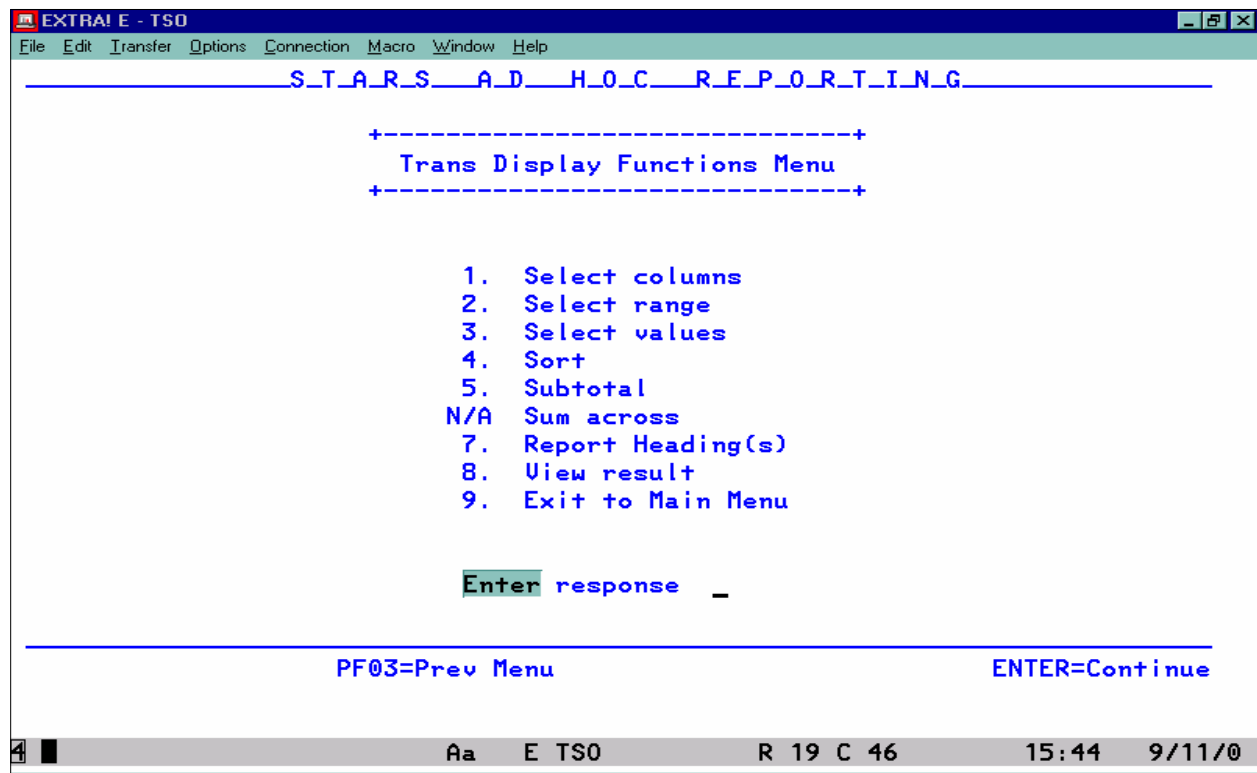 EXTRA! E - TSO
File Edit Transfer Options Connection Macro Window Help
S_T_A_R_S___A_D___H_O_C___R_E_P_O_R_T_I_N_G
+------------------------------+
Trans Display Functions Menu
+------------------------------+
1. Select columns
2. Select range
3. Select values
4. Sort
5. Subtotal
N/A Sum across
7. Report Heading(s)
8. View result
9. Exit to Main Menu
Enter response _
PF03=Prev Menu ENTER=Continue
4 Aa E TSO R 19 C 46 15:44 9/11/0